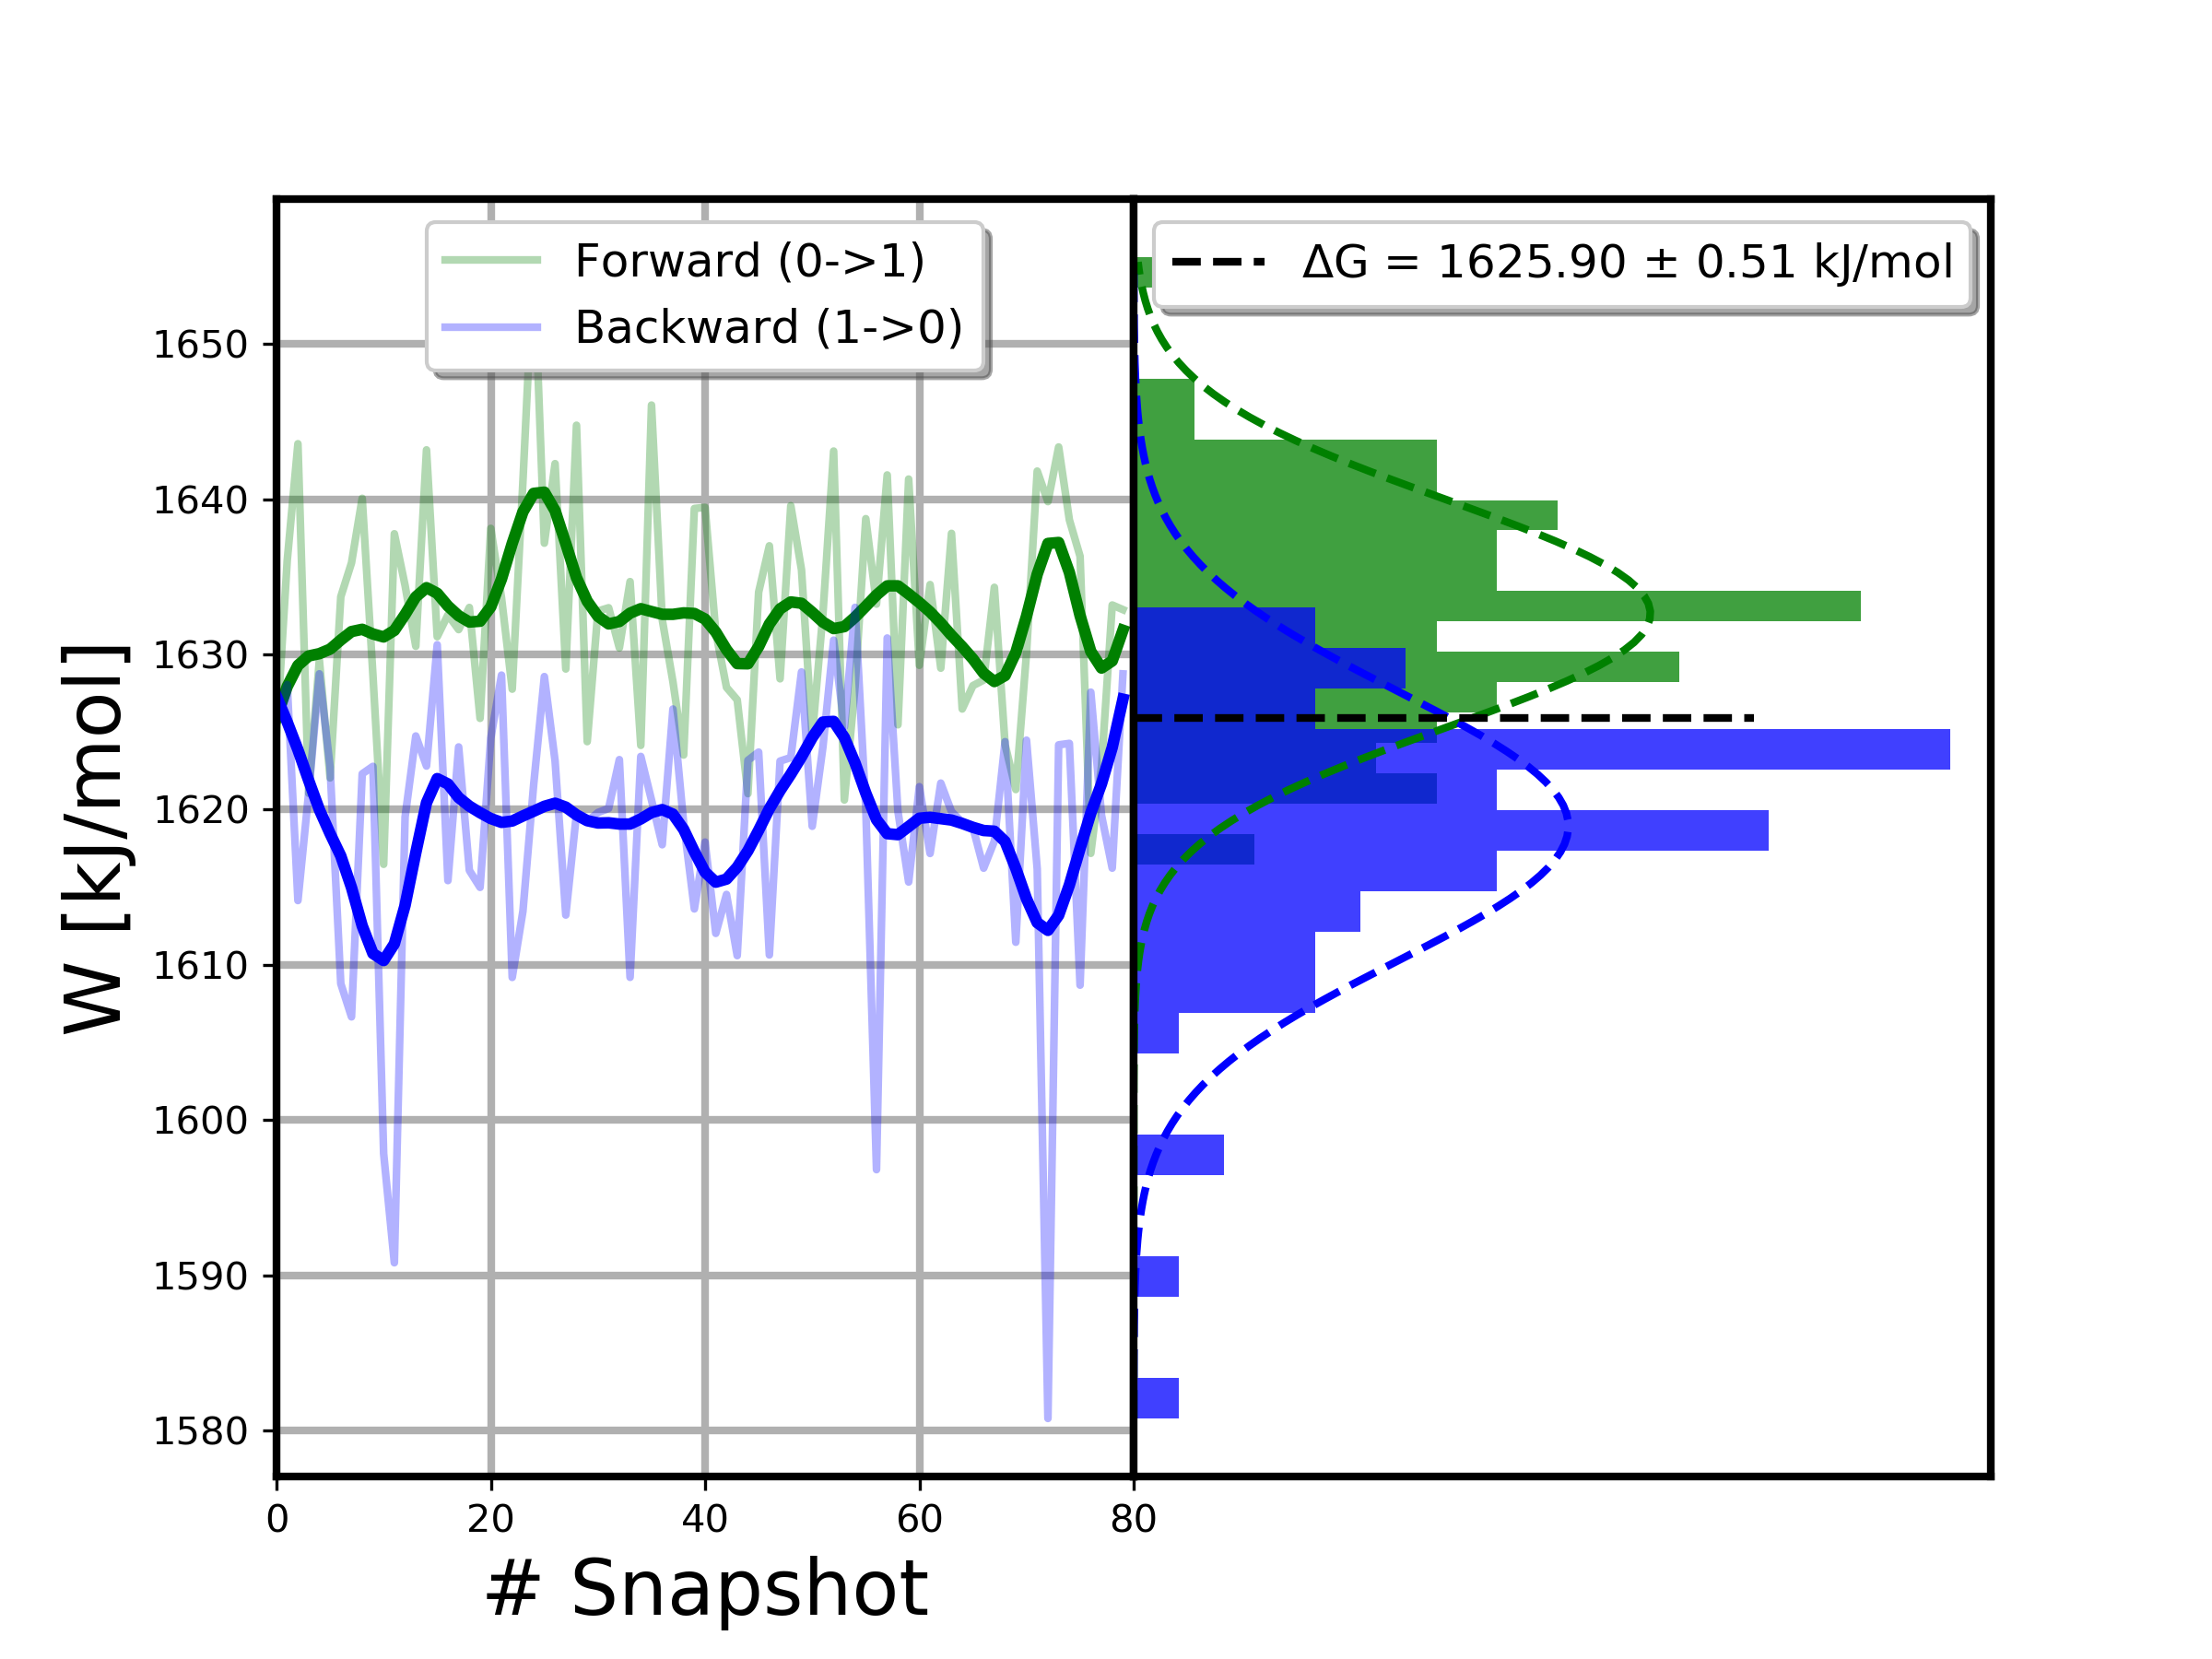 Forward (0->1)
Backward (1->0)
ΔG = 1625.90 ± 0.51 kJ/mol
W [kJ/mol]
1650
1640
1630
1620
1610
1600
1590
1580
0 20 40 60 80
# Snapshot